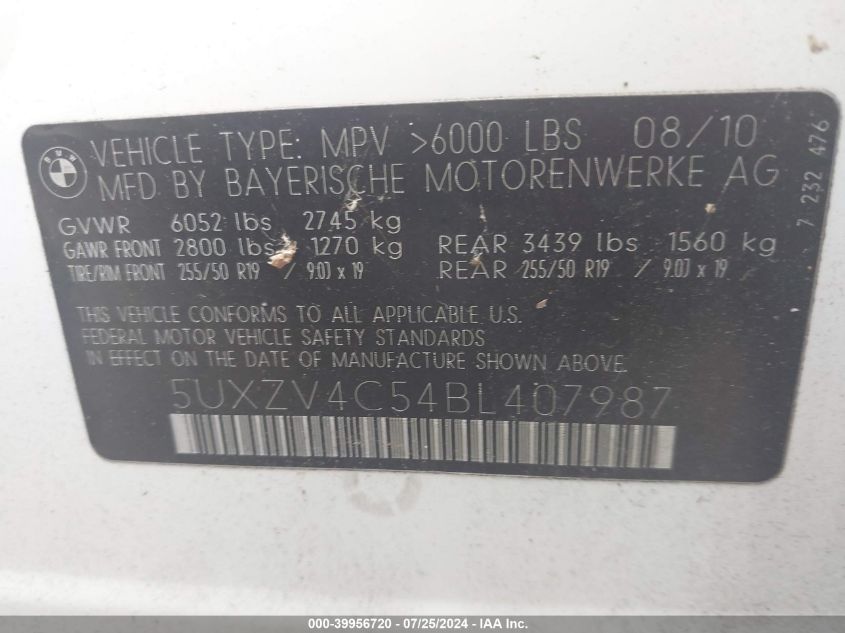 BMW
VEHICLE TYPE: MPV >6000 LBS 08/10
MFD BY BAYERISCHE MOTORENWERKE AG
7 232 476
GVWR 6052 lbs 2745 kg
GAWR FRONT 2800 lbs 1270 kg REAR 3439 lbs 1560 kg
TIRE/RIM FRONT 255/50 R19 / 9.0J x 19 REAR 255/50 R19 / 9.0J x 19
THIS VEHICLE CONFORMS TO ALL APPLICABLE U.S.
FEDERAL MOTOR VEHICLE SAFETY STANDARDS
IN EFFECT ON THE DATE OF MANUFACTURE SHOWN ABOVE.
5UXZV4C54BL407987
000-39956720 - 07/25/2024 - IAA Inc.